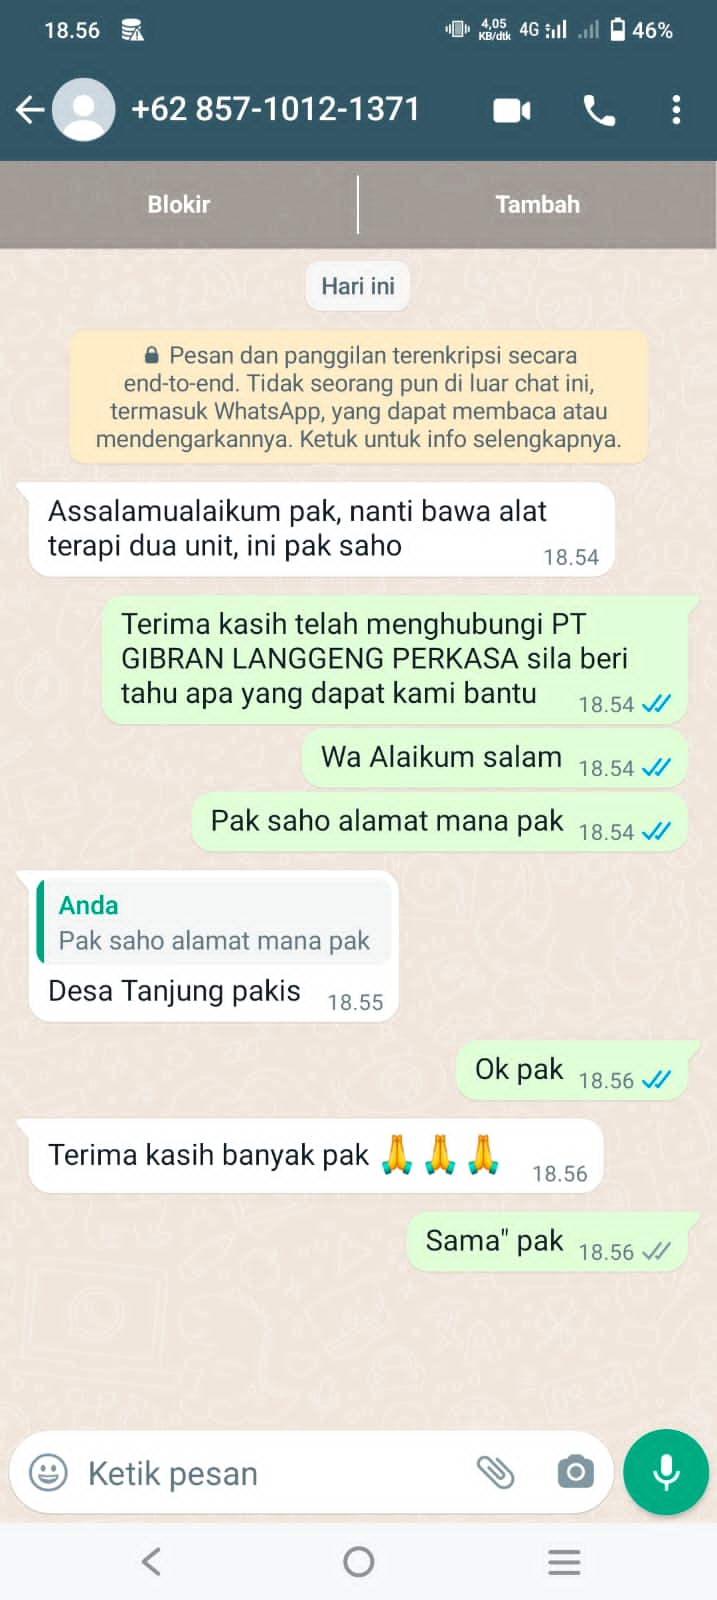 18.56 4,05 KB/dtk 4G 46%
+62 857-1012-1371
Blokir Tambah
Hari ini
Pesan dan panggilan terenkripsi secara
end-to-end. Tidak seorang pun di luar chat ini,
termasuk WhatsApp, yang dapat membaca atau
mendengarkannya. Ketuk untuk info selengkapnya.
Assalamualaikum pak, nanti bawa alat
terapi dua unit, ini pak saho 18.54
Terima kasih telah menghubungi PT
GIBRAN LANGGENG PERKASA sila beri
tahu apa yang dapat kami bantu 18.54
Wa Alaikum salam 18.54
Pak saho alamat mana pak 18.54
Anda
Pak saho alamat mana pak
Desa Tanjung pakis 18.55
Ok pak 18.56
Terima kasih banyak pak 🙏🙏🙏 18.56
Sama" pak 18.56
Ketik pesan